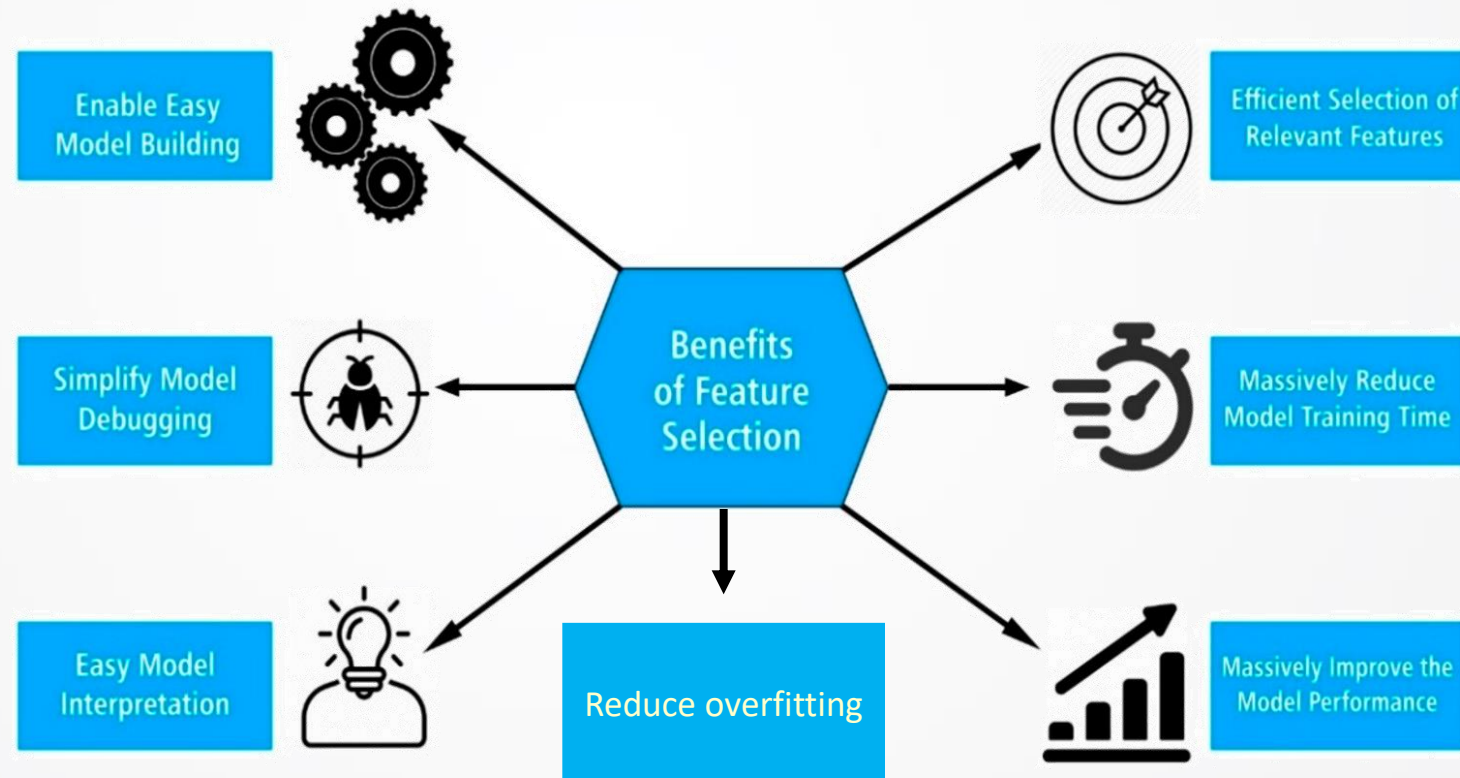 Enable Easy
Model Building
Efficient Selection of
Relevant Features
Benefits
of Feature
Selection
Simplify Model
Debugging
Massively Reduce
Model Training Time
Easy Model
Interpretation
Reduce overfitting
Massively Improve the
Model Performance